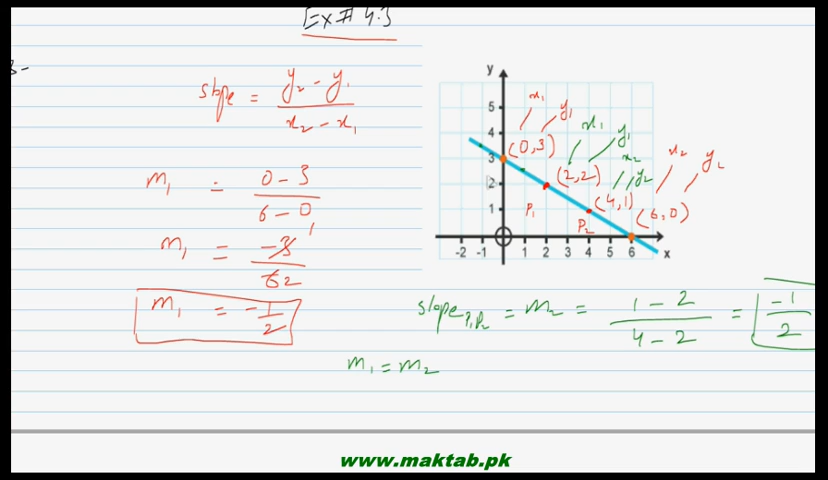 Ex # 4.3
3-
slope = y₂ - y₁ / x₂ - x₁
m₁ = 0 - 3 / 6 - 0
m₁ = -3 1 / 6 2
m₁ = -1/2
y
5
4
3
2
1
-2 -1 1 2 3 4 5 6 x
x₁ y₁
(0,3)
x₁ y₁
(2,2)
x₂ y₂
(4,1)
x₂ y₂
(6,0)
P₁
P₂
slope P₁P₂ = m₂ = 1 - 2 / 4 - 2 = -1/2
m₁ = m₂
www.maktab.pk